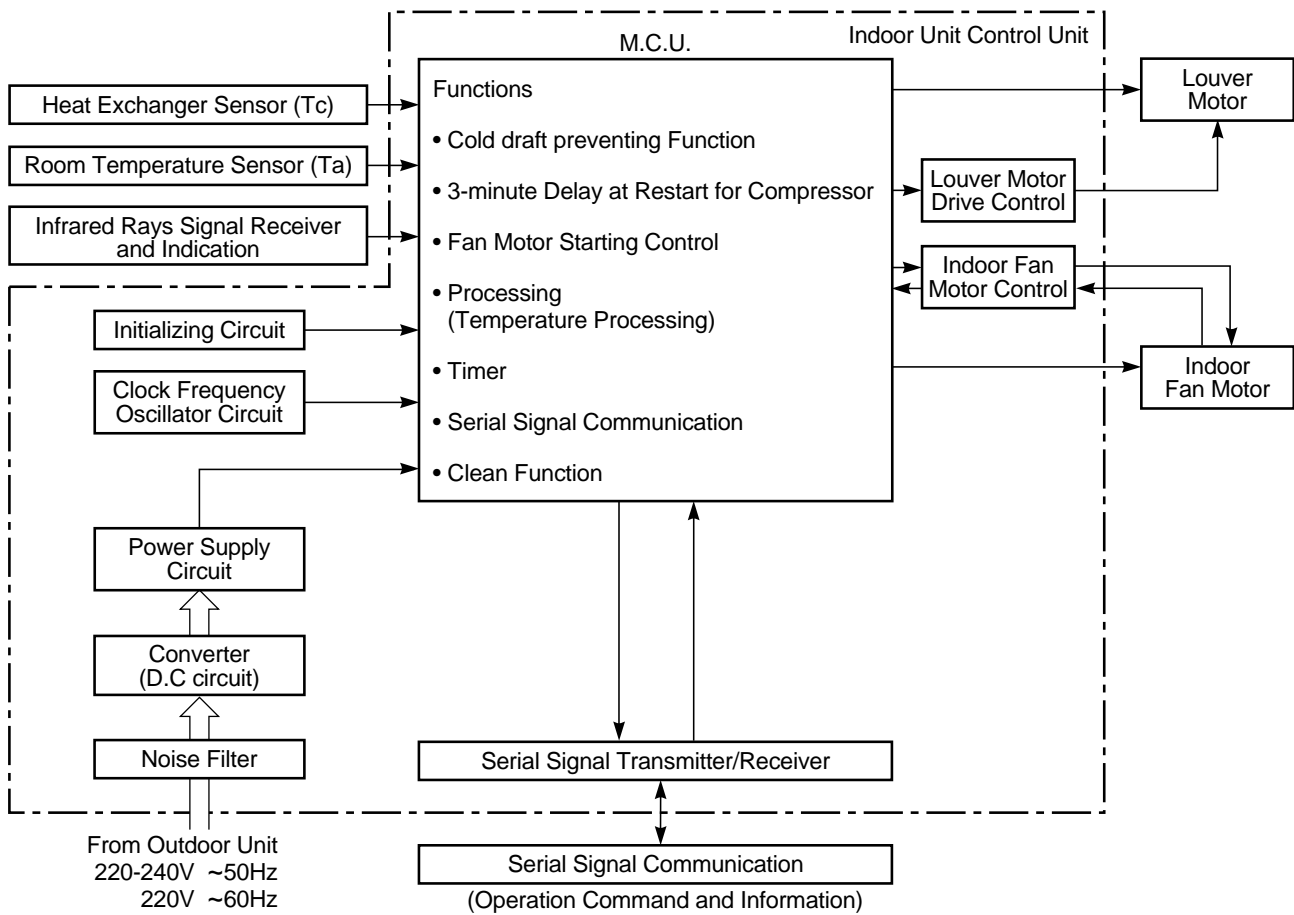 M.C.U.
Indoor Unit Control Unit
Heat Exchanger Sensor (Tc)
Room Temperature Sensor (Ta)
Infrared Rays Signal Receiver
and Indication
Initializing Circuit
Clock Frequency
Oscillator Circuit
Power Supply
Circuit
Converter
(D.C circuit)
Noise Filter
From Outdoor Unit
220-240V ~50Hz
220V ~60Hz
Functions
• Cold draft preventing Function
• 3-minute Delay at Restart for Compressor
• Fan Motor Starting Control
• Processing
(Temperature Processing)
• Timer
• Serial Signal Communication
• Clean Function
Louver
Motor
Louver Motor
Drive Control
Indoor Fan
Motor Control
Indoor
Fan Motor
Serial Signal Transmitter/Receiver
Serial Signal Communication
(Operation Command and Information)